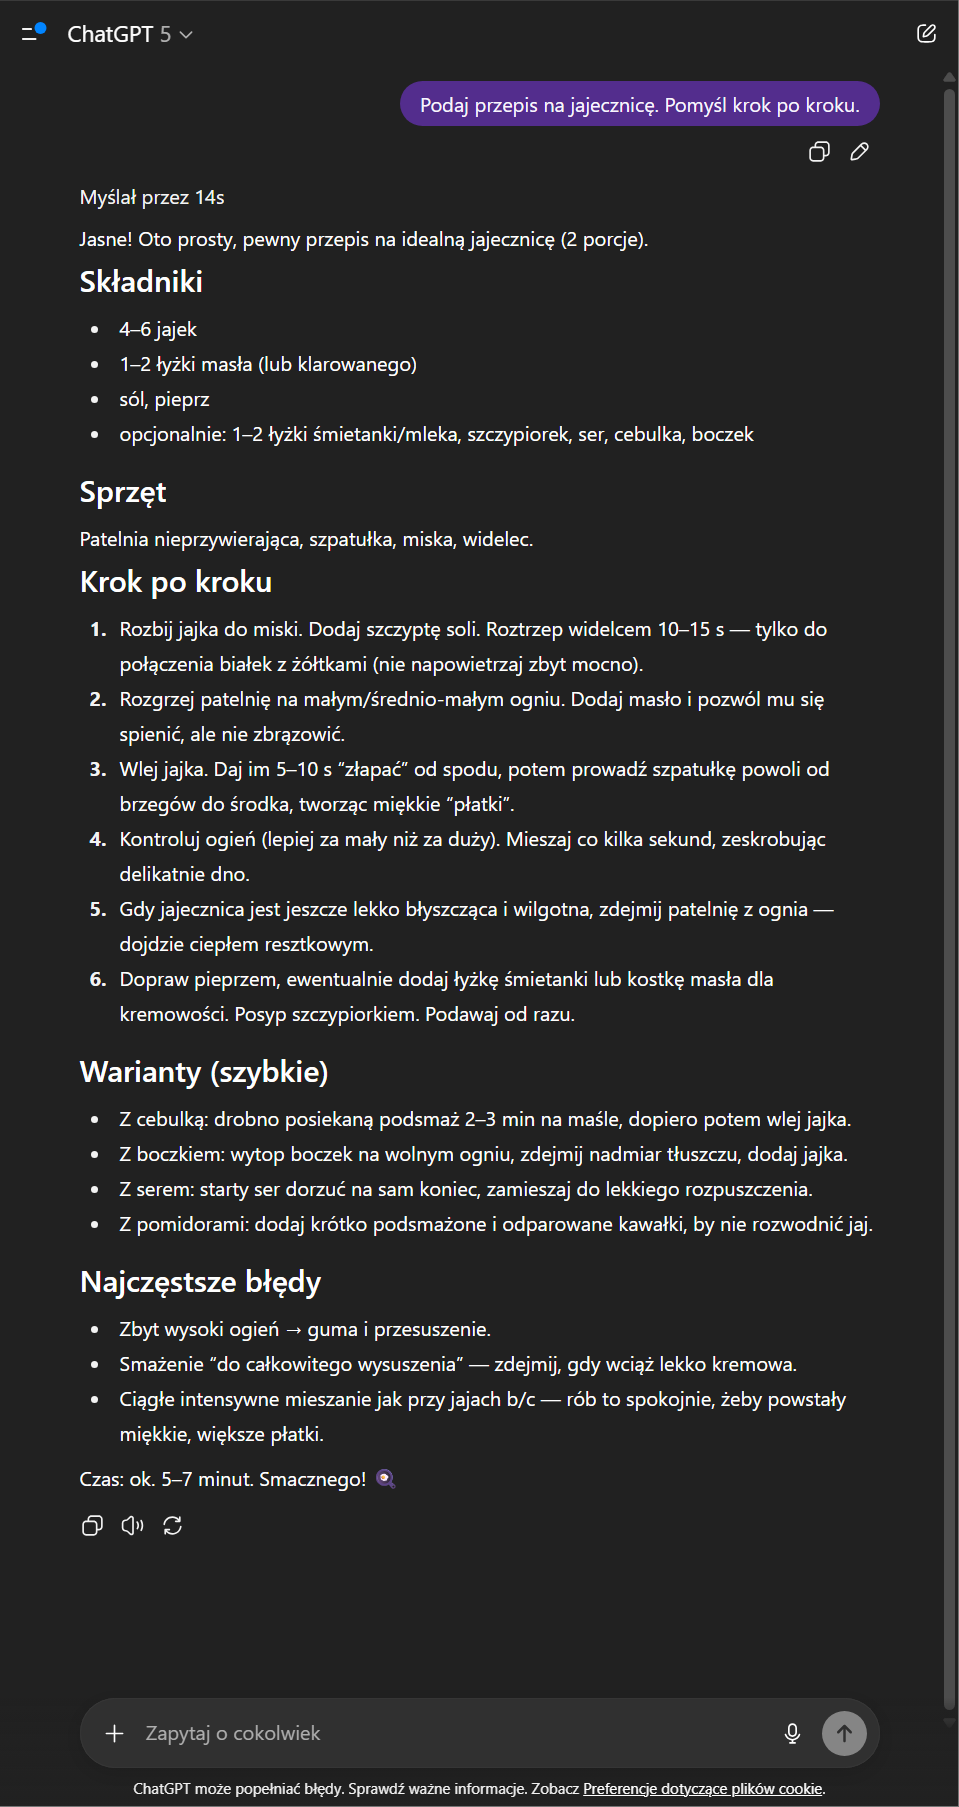 ChatGPT 5
Podaj przepis na jajecznicę. Pomyśl krok po kroku.
Myślał przez 14s
Jasne! Oto prosty, pewny przepis na idealną jajecznicę (2 porcje).
Składniki
• 4–6 jajek
• 1–2 łyżki masła (lub klarowanego)
• sól, pieprz
• opcjonalnie: 1–2 łyżki śmietanki/mleka, szczypiorek, ser, cebulka, boczek
Sprzęt
Patelnia nieprzywierająca, szpatułka, miska, widelec.
Krok po kroku
1. Rozbij jajka do miski. Dodaj szczyptę soli. Roztrzep widelcem 10–15 s — tylko do
połączenia białek z żółtkami (nie napowietrzaj zbyt mocno).
2. Rozgrzej patelnię na małym/średnio-małym ogniu. Dodaj masło i pozwól mu się
spienić, ale nie zbrązowić.
3. Wlej jajka. Daj im 5–10 s “złapać” od spodu, potem prowadź szpatułkę powoli od
brzegów do środka, tworząc miękkie “płatki”.
4. Kontroluj ogień (lepiej za mały niż za duży). Mieszaj co kilka sekund, zeskrobując
delikatnie dno.
5. Gdy jajecznica jest jeszcze lekko błyszcząca i wilgotna, zdejmij patelnię z ognia —
dojdzie ciepłem resztkowym.
6. Dopraw pieprzem, ewentualnie dodaj łyżkę śmietanki lub kostkę masła dla
kremowości. Posyp szczypiorkiem. Podawaj od razu.
Warianty (szybkie)
• Z cebulką: drobno posiekaną podsmaż 2–3 min na maśle, dopiero potem wlej jajka.
• Z boczkiem: wytop boczek na wolnym ogniu, zdejmij nadmiar tłuszczu, dodaj jajka.
• Z serem: starty ser dorzuć na sam koniec, zamieszaj do lekkiego rozpuszczenia.
• Z pomidorami: dodaj krótko podsmażone i odparowane kawałki, by nie rozwodnić jaj.
Najczęstsze błędy
• Zbyt wysoki ogień → guma i przesuszenie.
• Smażenie “do całkowitego wysuszenia” — zdejmij, gdy wciąż lekko kremowa.
• Ciągłe intensywne mieszanie jak przy jajach b/c — rób to spokojnie, żeby powstały
miękkie, większe płatki.
Czas: ok. 5–7 minut. Smacznego! 🍳
Zapytaj o cokolwiek
ChatGPT może popełniać błędy. Sprawdź ważne informacje. Zobacz Preferencje dotyczące plików cookie.